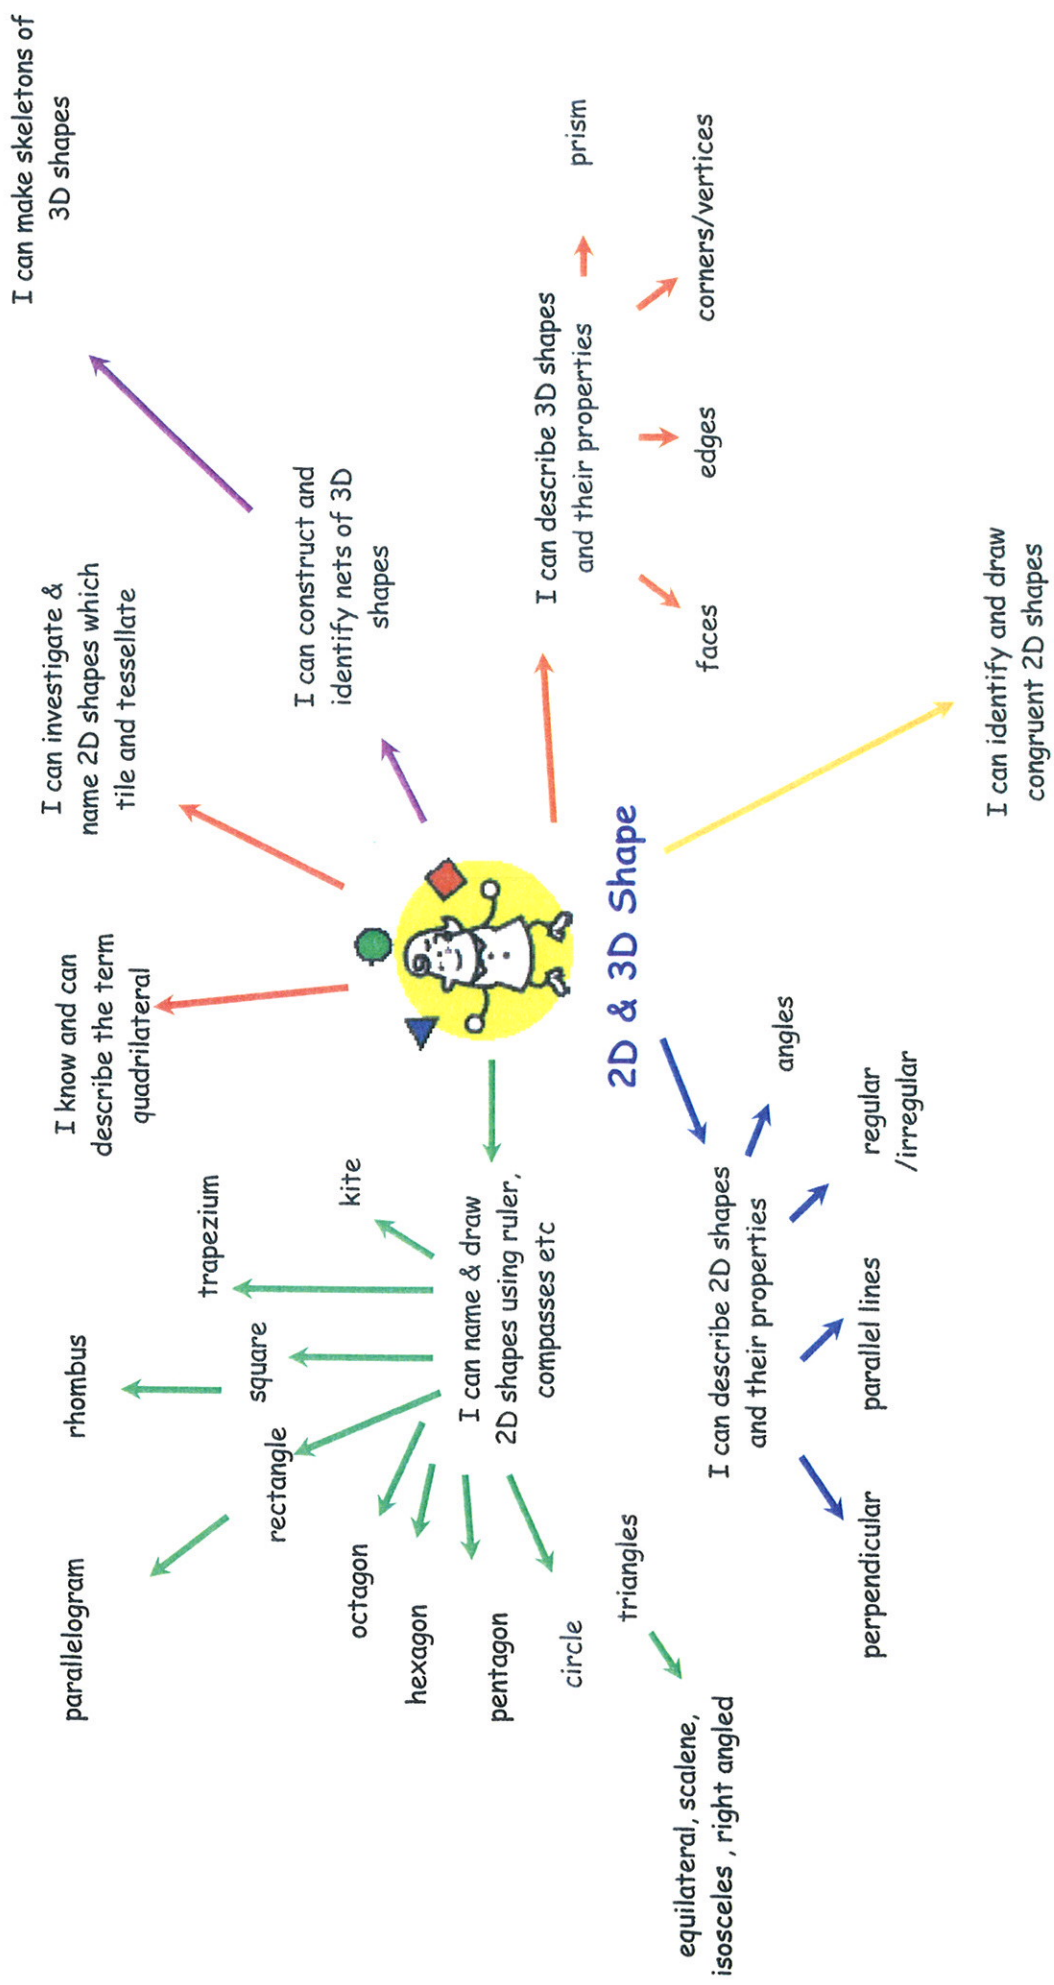 I know and can
describe the term
quadrilateral
I can investigate &
name 2D shapes which
tile and tessellate
I can make skeletons of
3D shapes
I can construct and
identify nets of 3D
shapes
parallelogram
rhombus
trapezium
rectangle
square
kite
octagon
hexagon
pentagon
circle
I can name & draw
2D shapes using ruler,
compasses etc
triangles
equilateral, scalene,
isosceles , right angled
2D & 3D Shape
I can describe 3D shapes
and their properties
prism
faces
edges
corners/vertices
I can describe 2D shapes
and their properties
angles
perpendicular
parallel lines
regular
/irregular
I can identify and draw
congruent 2D shapes